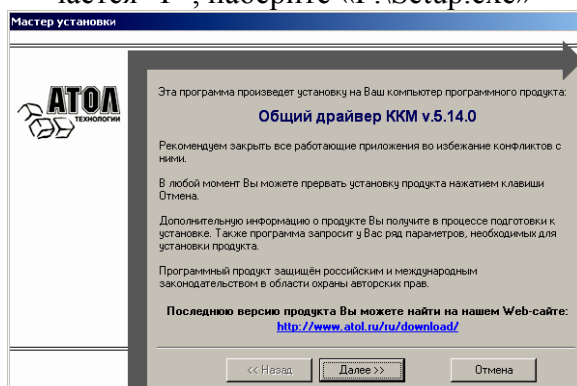 Мастер установки
АТОЛ
ТЕХНОЛОГИИ
Эта программа произведет установку на Ваш компьютер программного продукта:
Общий драйвер ККМ v.5.14.0
Рекомендуем закрыть все работающие приложения во избежание конфликтов с
ними.
В любой момент Вы можете прервать установку продукта нажатием клавиши
Отмена.
Дополнительную информацию о продукте Вы получите в процессе подготовки к
установке. Также программа запросит у Вас ряд параметров, необходимых для
установки продукта.
Программный продукт защищён российским и международным
законодательством в области охраны авторских прав.
Последнюю версию продукта Вы можете найти на нашем Web-сайте:
http://www.atol.ru/ru/download/
<< Назад Далее >> Отмена